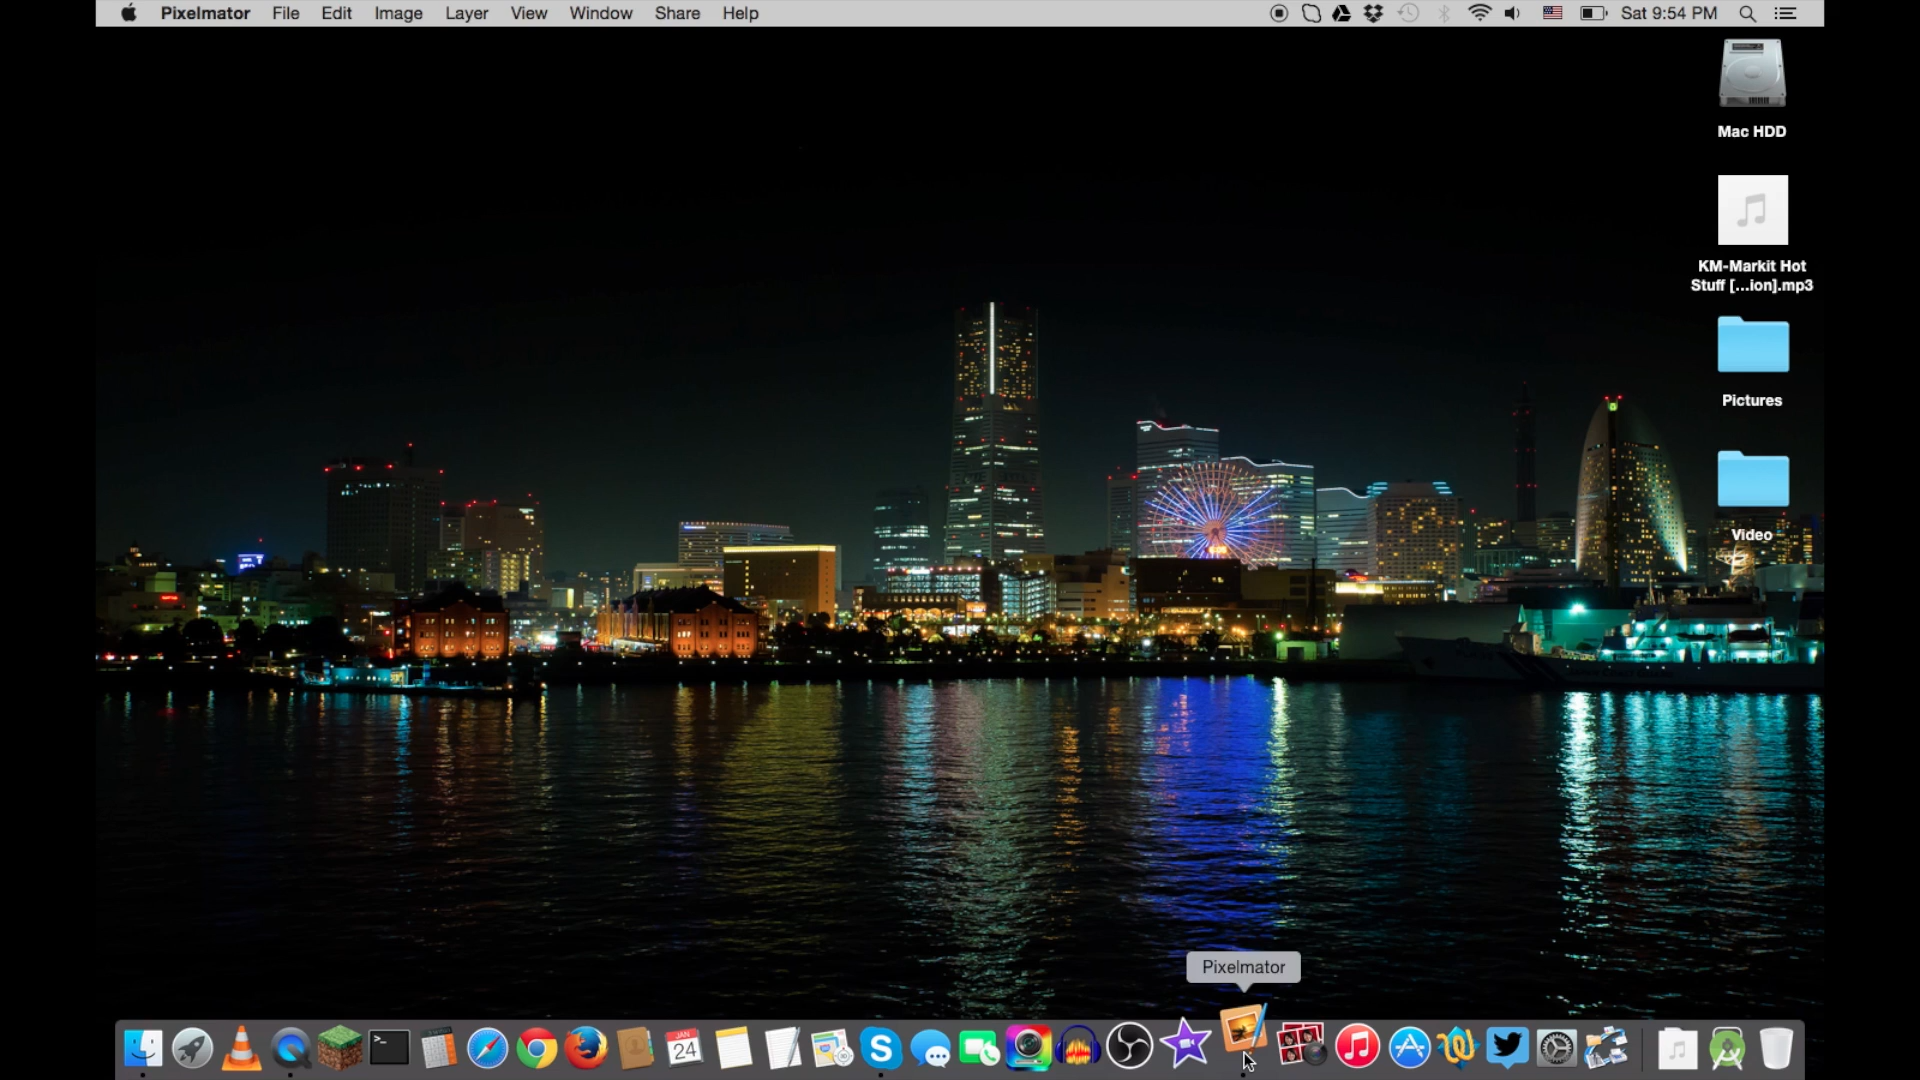 Pixelmator File Edit Image Layer View Window Share Help Sat 9:54 PM
Mac HDD
KM-Markit Hot
Stuff [...ion].mp3
Pictures
Video
Pixelmator
JAN
24